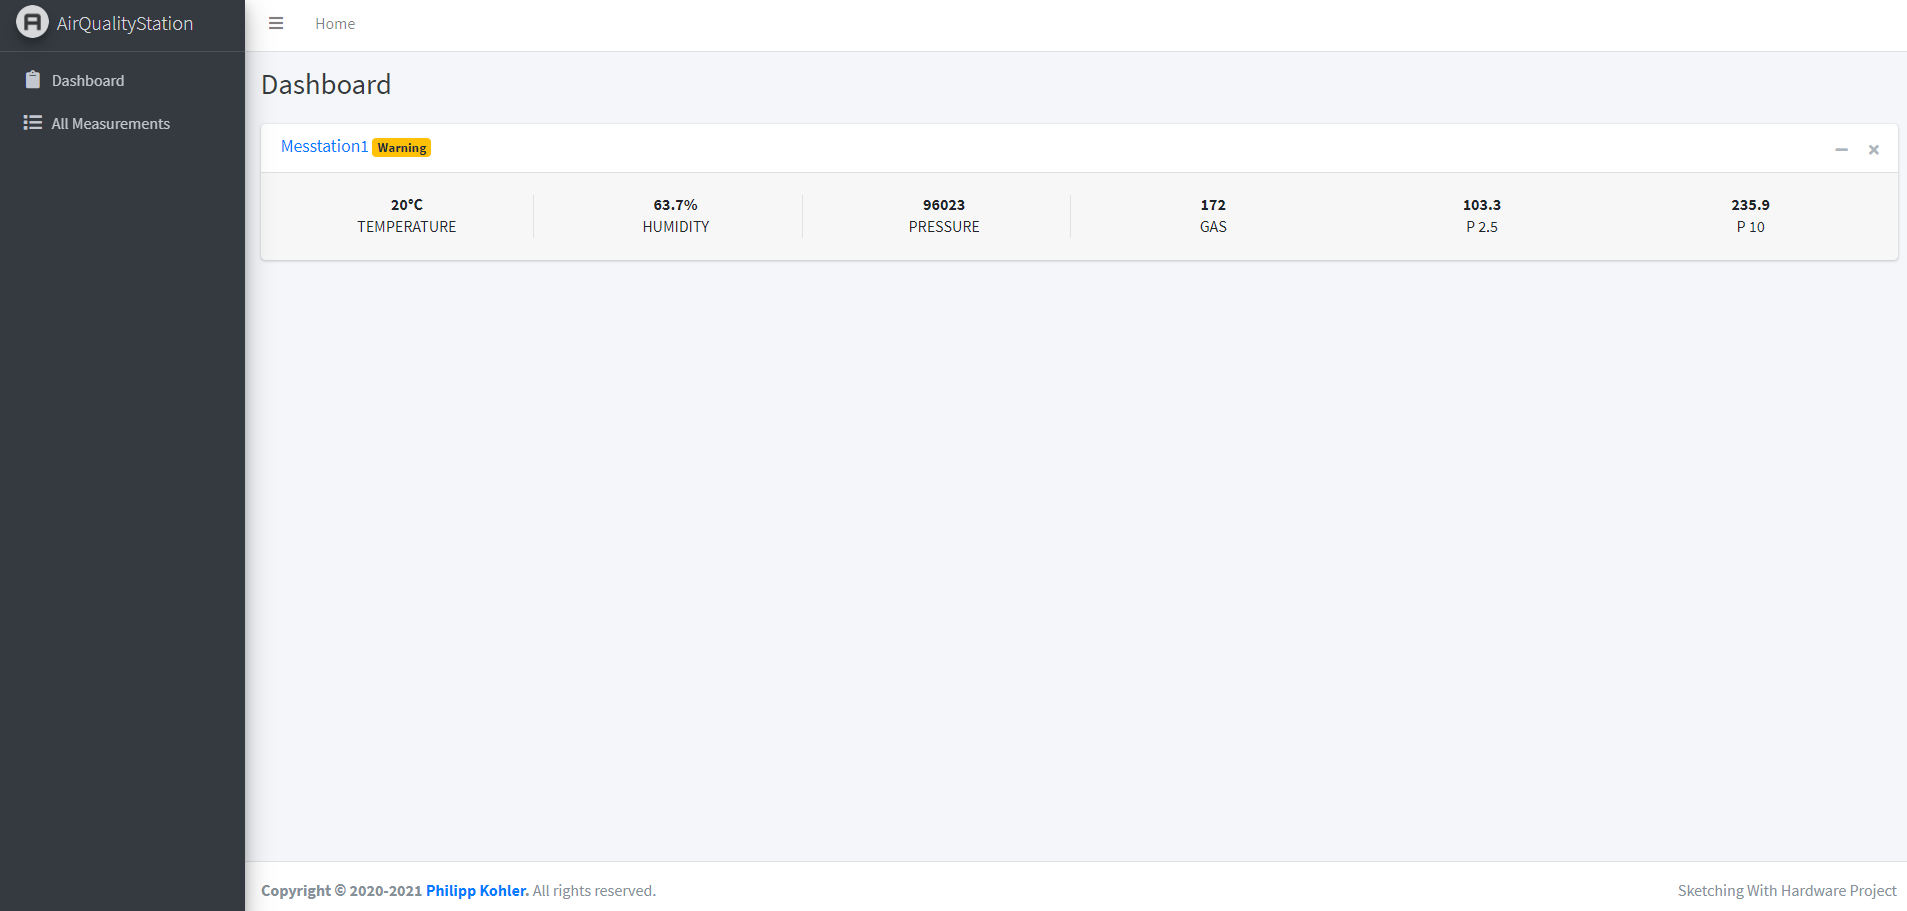 AirQualityStation
Home
Dashboard
All Measurements
Dashboard
Messtation1 Warning
20°C
TEMPERATURE
63.7%
HUMIDITY
96023
PRESSURE
172
GAS
103.3
P 2.5
235.9
P 10
Copyright © 2020-2021 Philipp Kohler. All rights reserved.
Sketching With Hardware Project